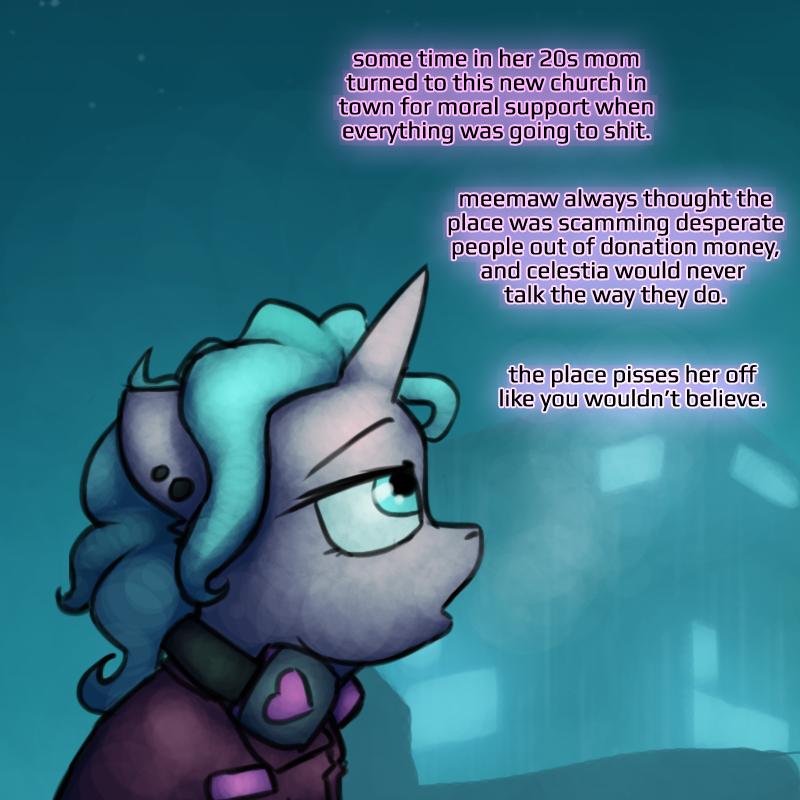 some time in her 20s mom
turned to this new church in
town for moral support when
everything was going to shit.
meemaw always thought the
place was scamming desperate
people out of donation money,
and celestia would never
talk the way they do.
the place pisses her off
like you wouldn't believe.